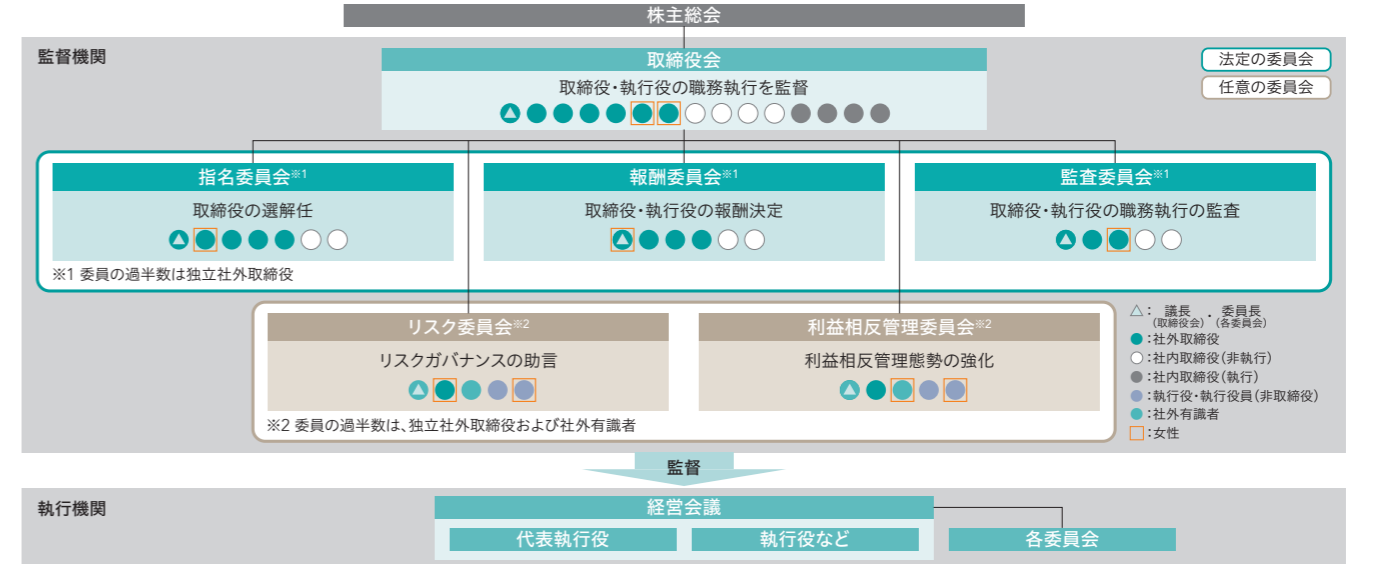 株主総会
監督機関
取締役会
取締役・執行役の職務執行を監督
法定の委員会
任意の委員会
指名委員会※1
取締役の選解任
報酬委員会※1
取締役・執行役の報酬決定
監査委員会※1
取締役・執行役の職務執行の監査
※1 委員の過半数は独立社外取締役
リスク委員会※2
リスクガバナンスの助言
利益相反管理委員会※2
利益相反管理態勢の強化
※2 委員の過半数は、独立社外取締役および社外有識者
△： 議長 ・ 委員長
(取締役会) (各委員会)
●：社外取締役
○：社内取締役（非執行）
●：社内取締役（執行）
●：執行役・執行役員（非取締役）
●：社外有識者
□：女性
監督
執行機関
経営会議
代表執行役
執行役など
各委員会